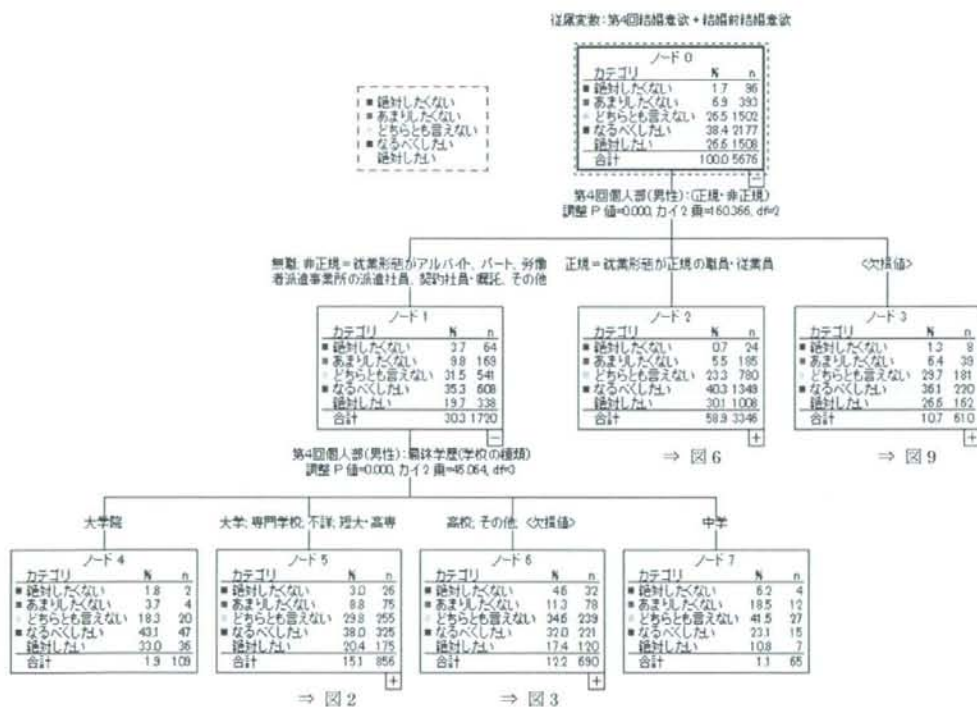 従属変数：第4回結婚意欲＋結婚前結婚意欲
■ 絶対したくない
■ あまりしたくない
どちらとも言えない
■ なるべくしたい
絶対したい
ノード 0
カテゴリ % n
■ 絶対したくない 1.7 96
■ あまりしたくない 6.9 393
どちらとも言えない 26.5 1502
■ なるべくしたい 38.4 2177
絶対したい 26.6 1508
合計 100.0 5676
第4回個人部(男性)：(正規・非正規)
調整 P 値=0.000, カイ2 乗=160.366, df=2
無職; 非正規＝就業形態がアルバイト、パート、労働
者派遣事業所の派遣社員、契約社員・嘱託、その他
正規＝就業形態が正規の職員・従業員
<欠損値>
ノード 1
カテゴリ % n
■ 絶対したくない 3.7 64
■ あまりしたくない 9.8 169
どちらとも言えない 31.5 541
■ なるべくしたい 35.3 608
絶対したい 19.7 338
合計 30.3 1720
ノード 2
カテゴリ % n
■ 絶対したくない 0.7 24
■ あまりしたくない 5.5 185
どちらとも言えない 23.3 780
■ なるべくしたい 40.3 1349
絶対したい 30.1 1008
合計 58.9 3346
⇒ 図6
ノード 3
カテゴリ % n
■ 絶対したくない 1.3 8
■ あまりしたくない 6.4 39
どちらとも言えない 29.7 181
■ なるべくしたい 36.1 220
絶対したい 26.6 162
合計 10.7 610
⇒ 図9
第4回個人部(男性)：最終学歴(学校の種類)
調整 P 値=0.000, カイ2 乗=45.064, df=3
大学院
大学; 専門学校; 不詳; 短大・高専
高校; その他; <欠損値>
中学
ノード 4
カテゴリ % n
■ 絶対したくない 1.8 2
■ あまりしたくない 3.7 4
どちらとも言えない 18.3 20
■ なるべくしたい 43.1 47
絶対したい 33.0 36
合計 1.9 109
ノード 5
カテゴリ % n
■ 絶対したくない 3.0 26
■ あまりしたくない 8.8 75
どちらとも言えない 29.8 255
■ なるべくしたい 38.0 325
絶対したい 20.4 175
合計 15.1 856
⇒ 図2
ノード 6
カテゴリ % n
■ 絶対したくない 4.6 32
■ あまりしたくない 11.3 78
どちらとも言えない 34.6 239
■ なるべくしたい 32.0 221
絶対したい 17.4 120
合計 12.2 690
⇒ 図3
ノード 7
カテゴリ % n
■ 絶対したくない 6.2 4
■ あまりしたくない 18.5 12
どちらとも言えない 41.5 27
■ なるべくしたい 23.1 15
絶対したい 10.8 7
合計 1.1 65